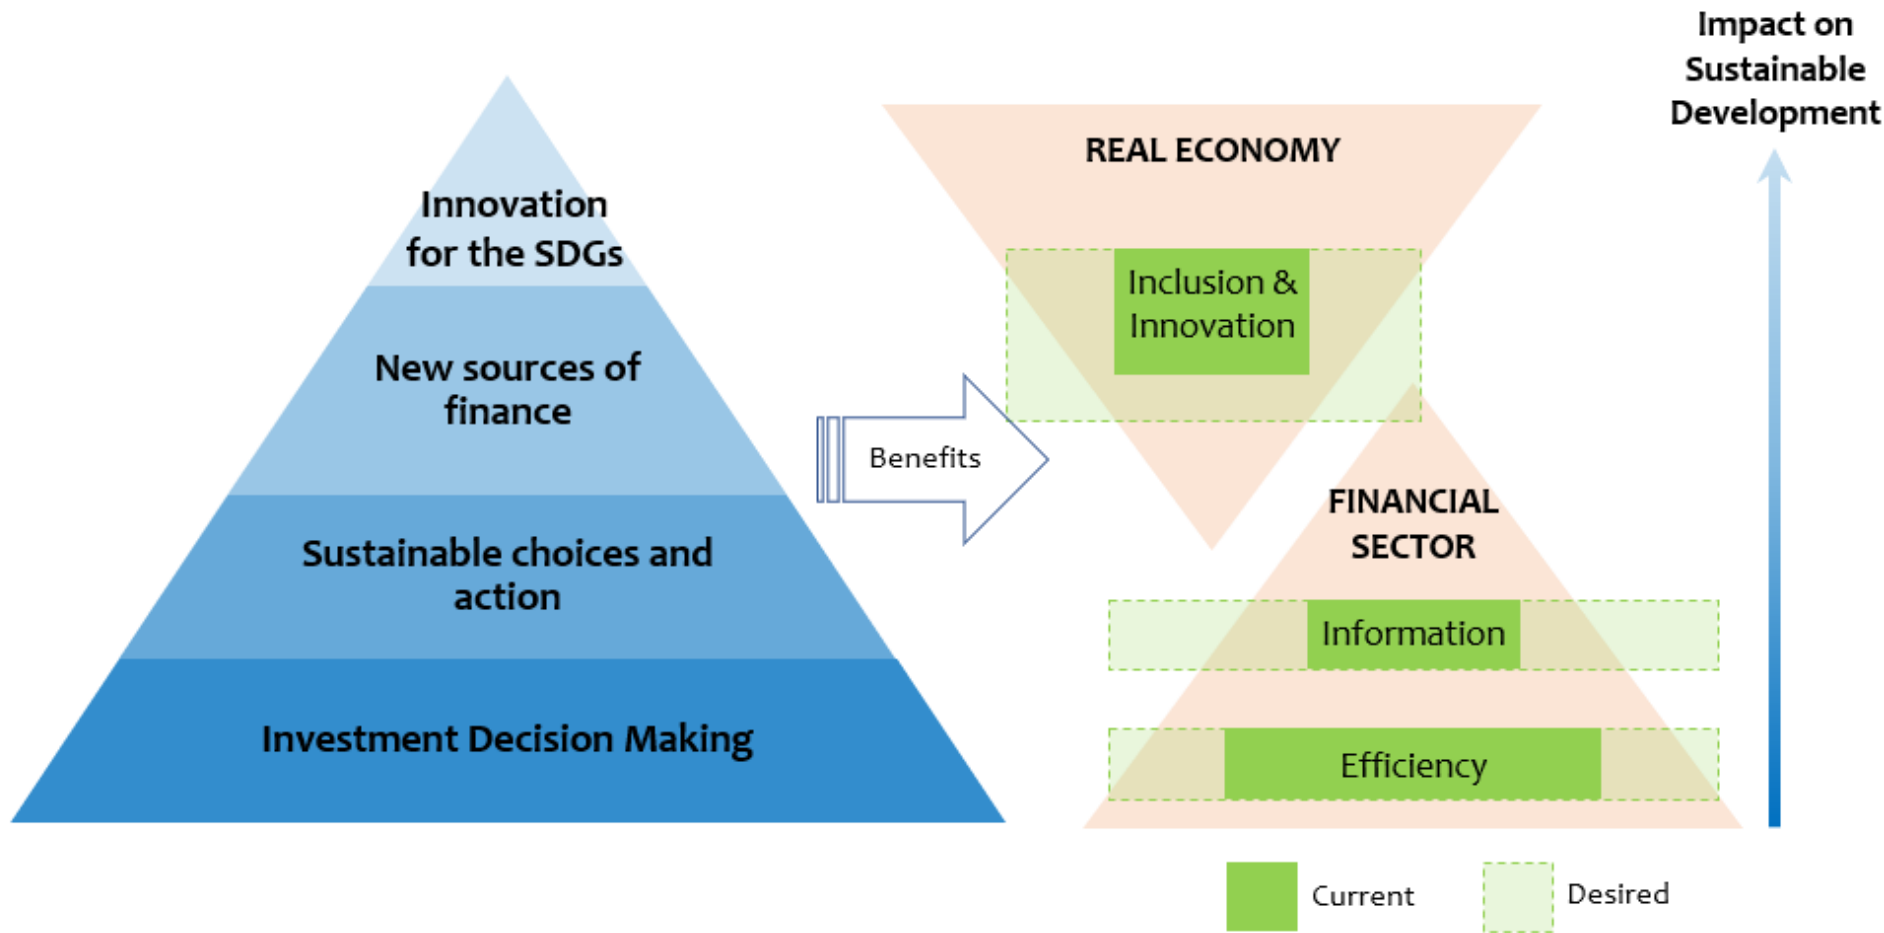 Innovation
for the SDGs
New sources of
finance
Sustainable choices and
action
Investment Decision Making
Benefits
REAL ECONOMY
Inclusion &
Innovation
FINANCIAL
SECTOR
Information
Efficiency
Current
Desired
Impact on
Sustainable
Development